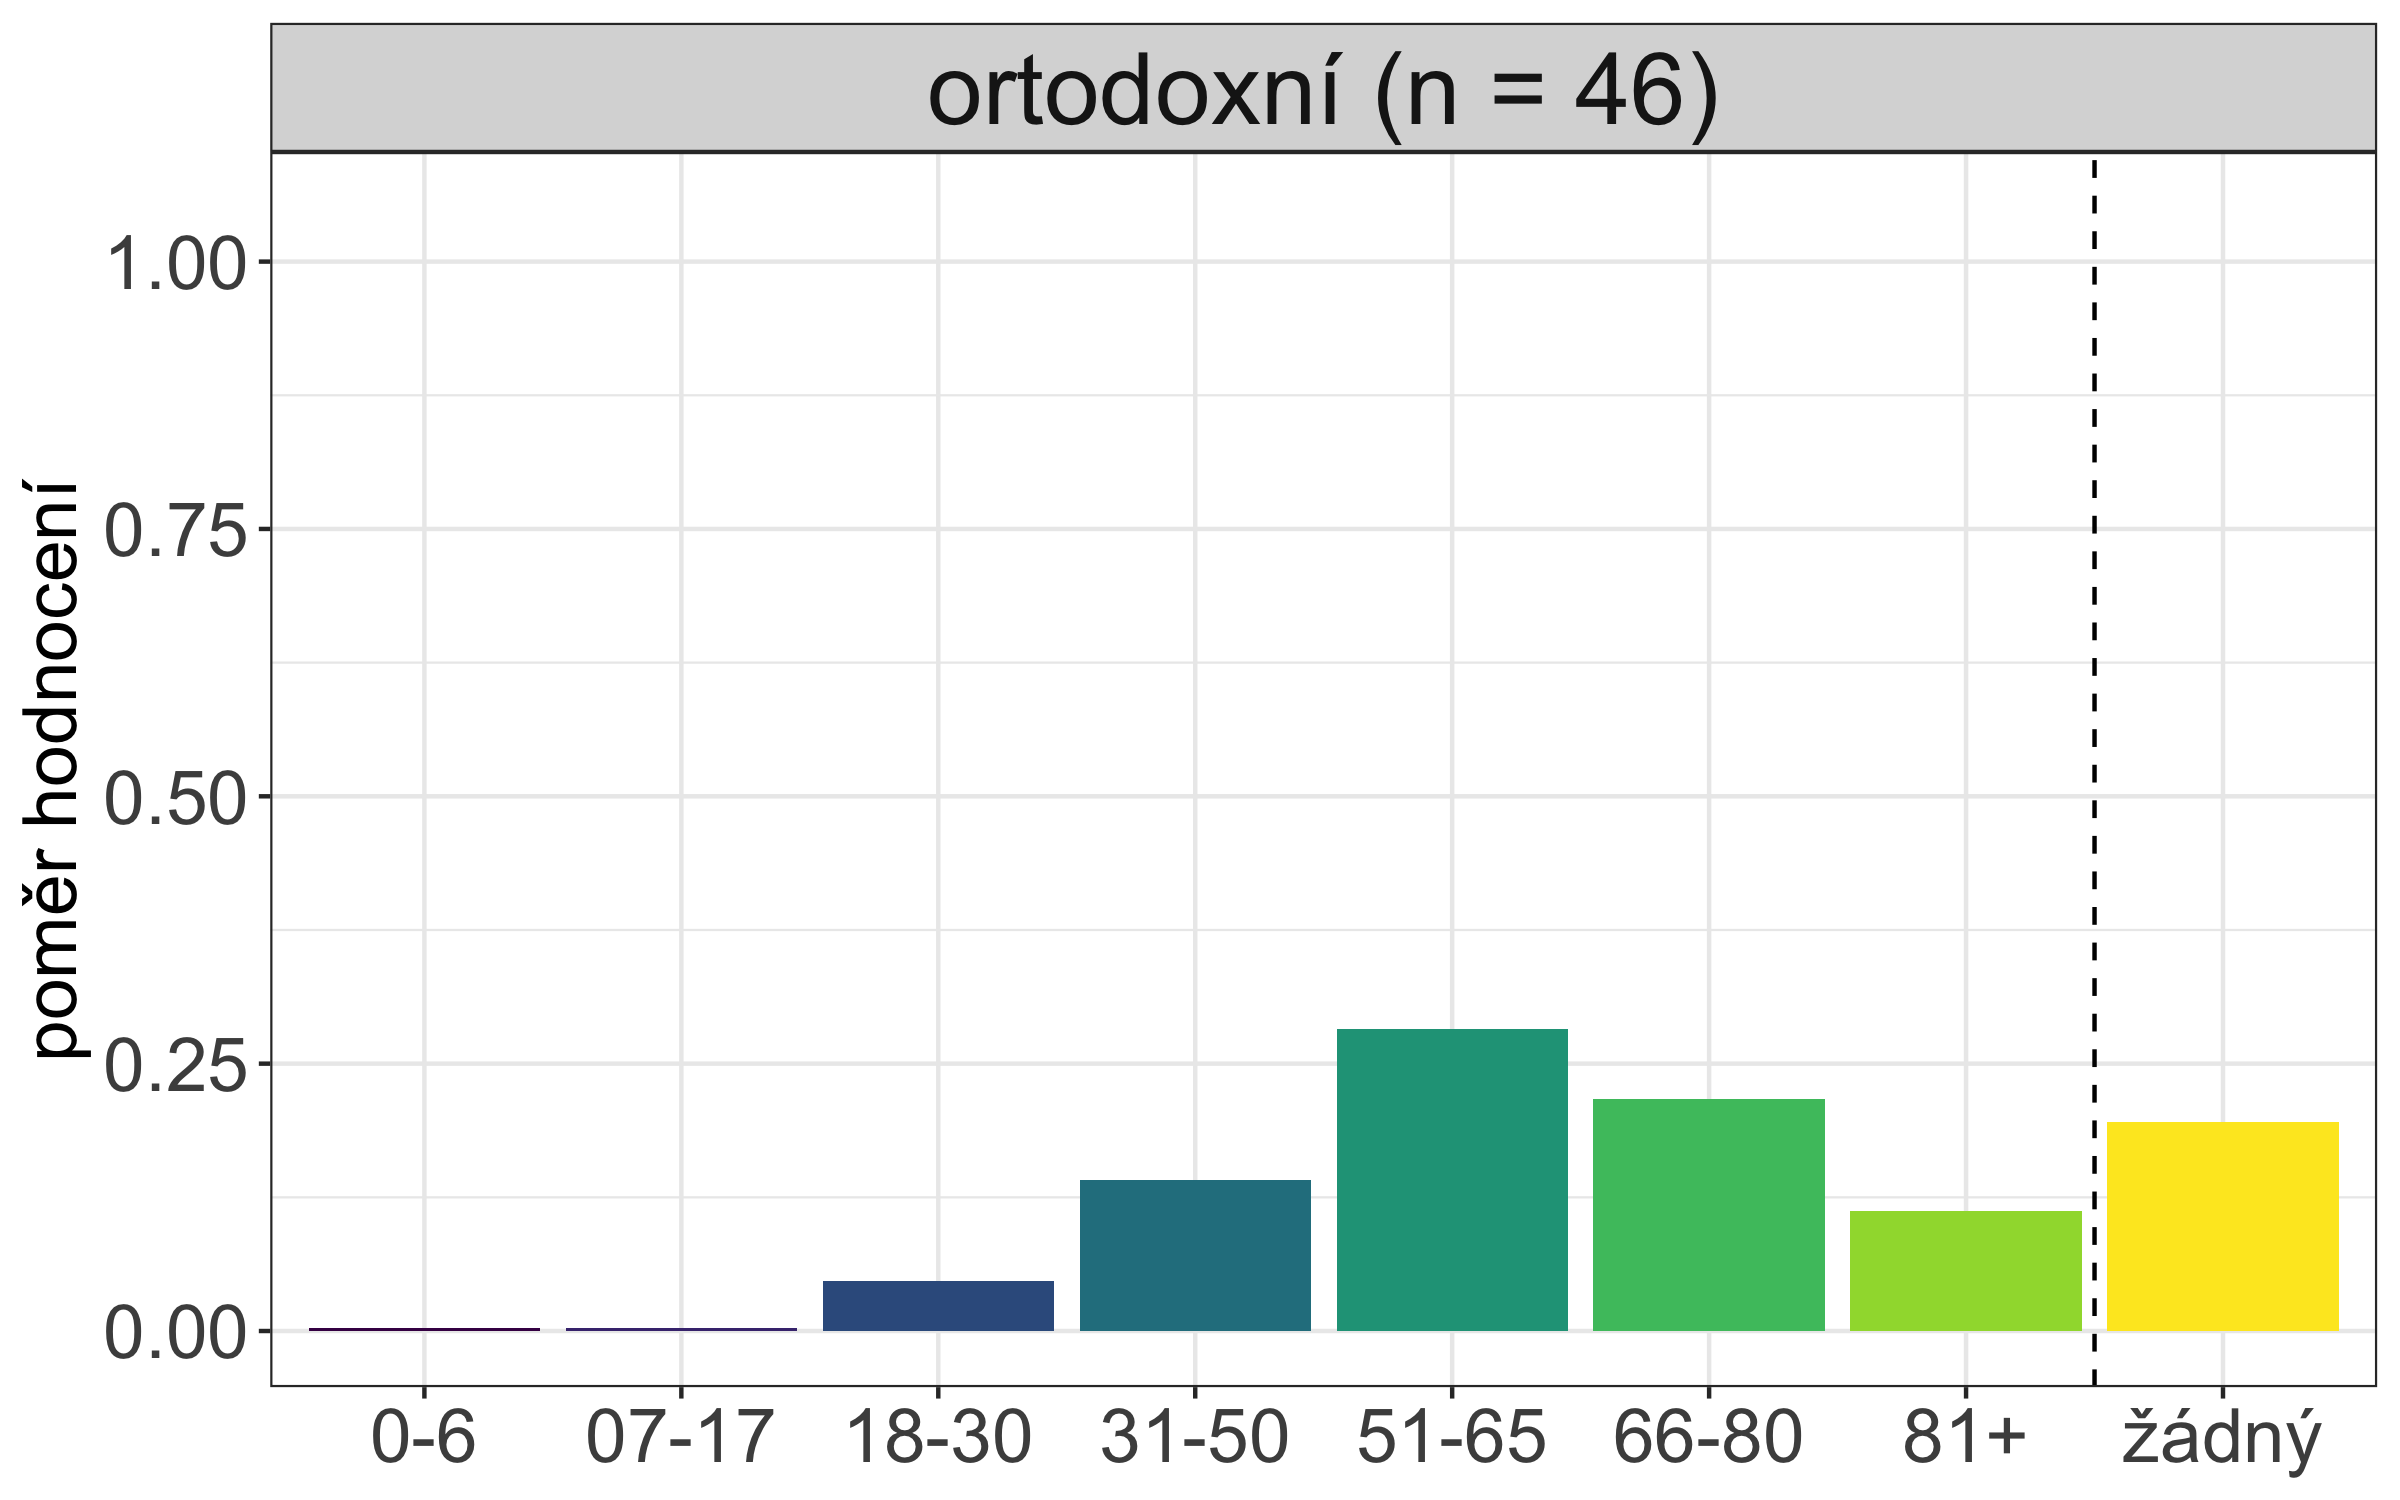 ortodoxní (n = 46)
poměr hodnocení
1.00
0.75
0.50
0.25
0.00
0-6 07-17 18-30 31-50 51-65 66-80 81+ žádný